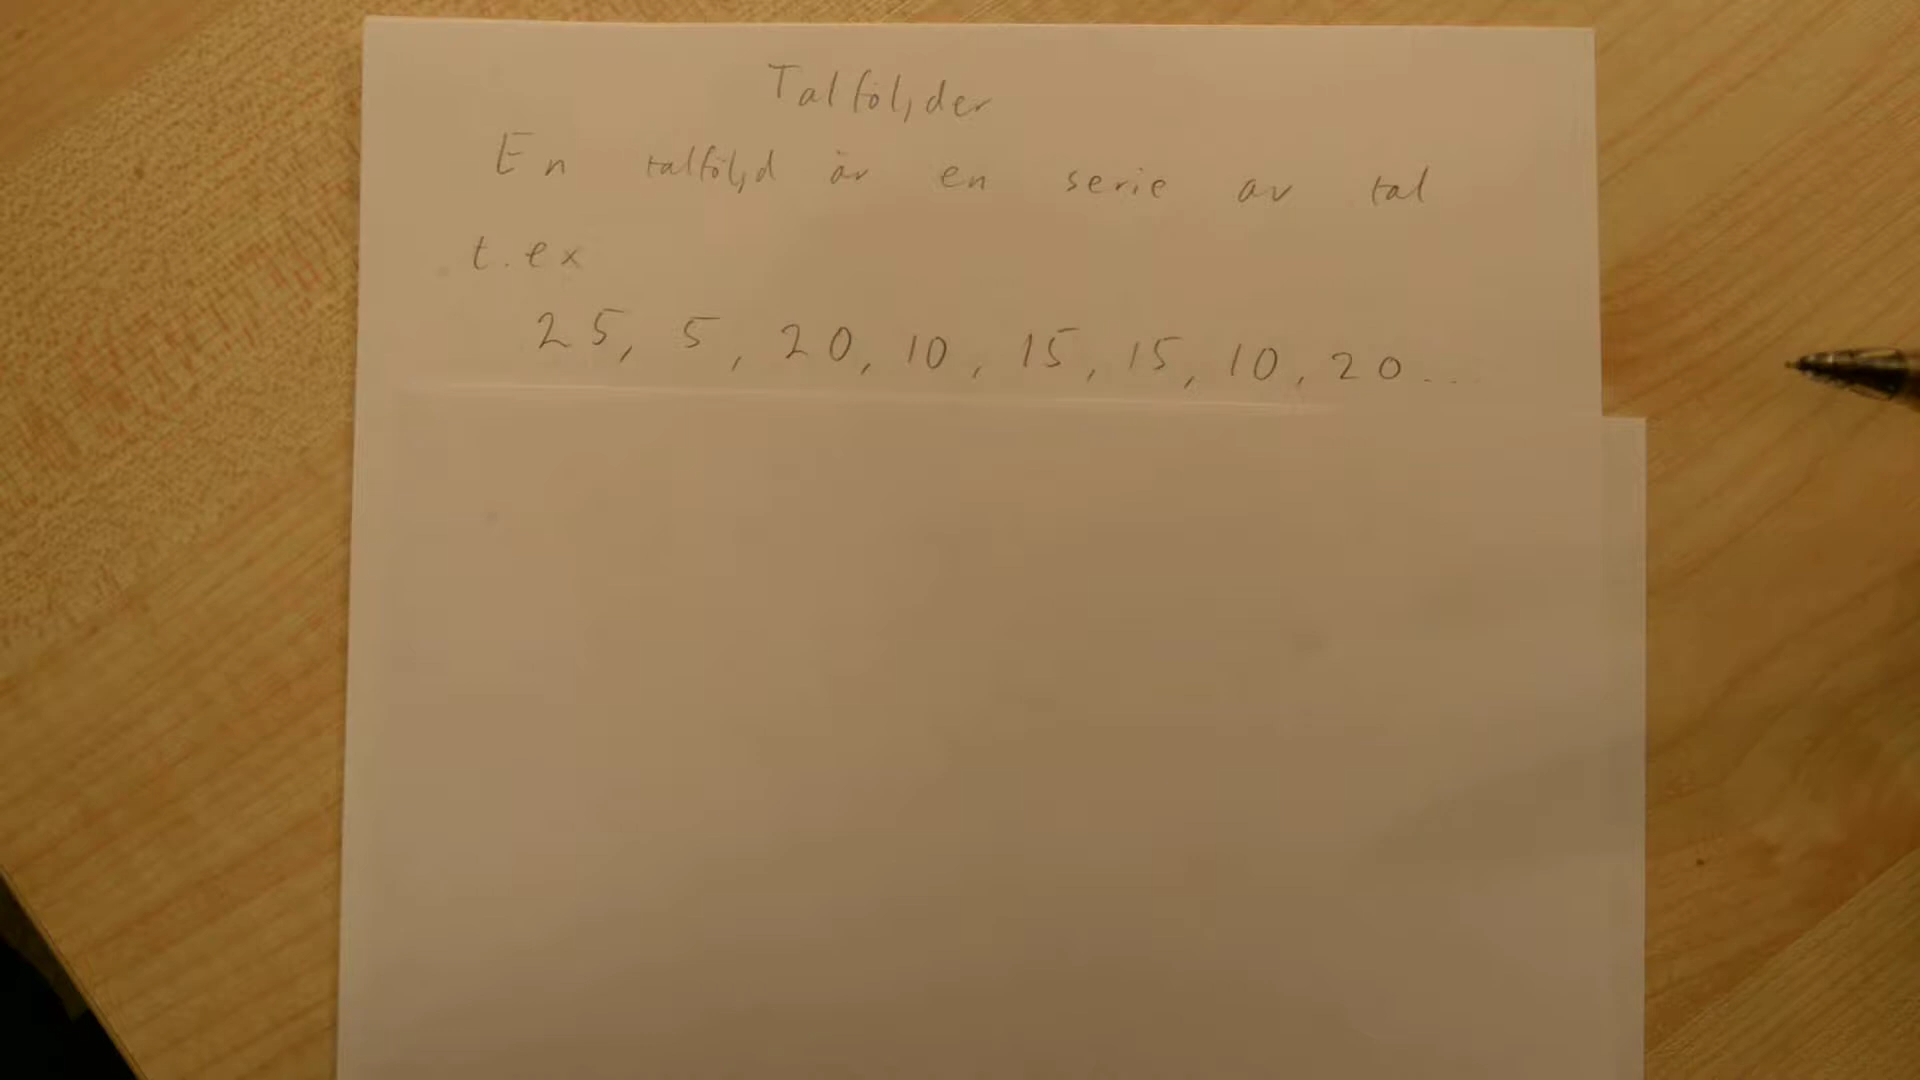 Talföljder
En talföljd är en serie av tal
t.ex
25, 5, 20, 10, 15, 15, 10, 20...